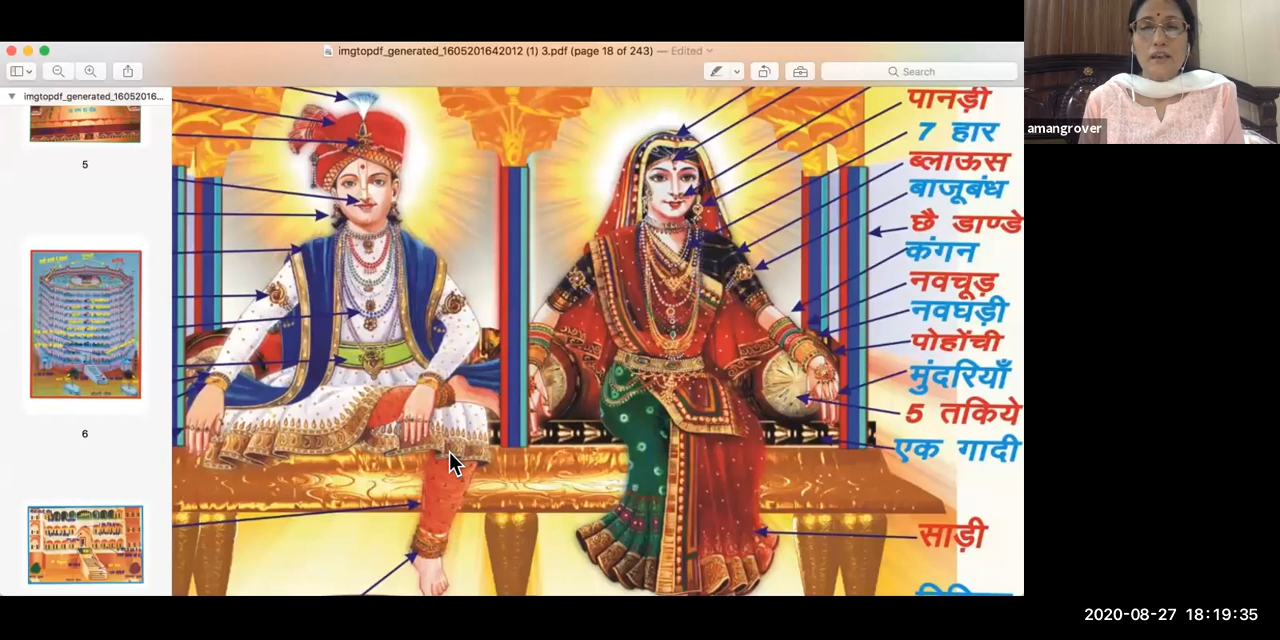 imgtopdf_generated_1605201642012 (1) 3.pdf (page 18 of 243) — Edited
Search
imgtopdf_generated_16052016...
5
6
पानड़ी
7 हार
ब्लाऊस
बाजूबंध
छै डाण्डे
कंगन
नवचूड़
नवघड़ी
पोहोंची
मुंदरियाँ
5 तकिये
एक गादी
साड़ी
amangrover
2020-08-27 18:19:35